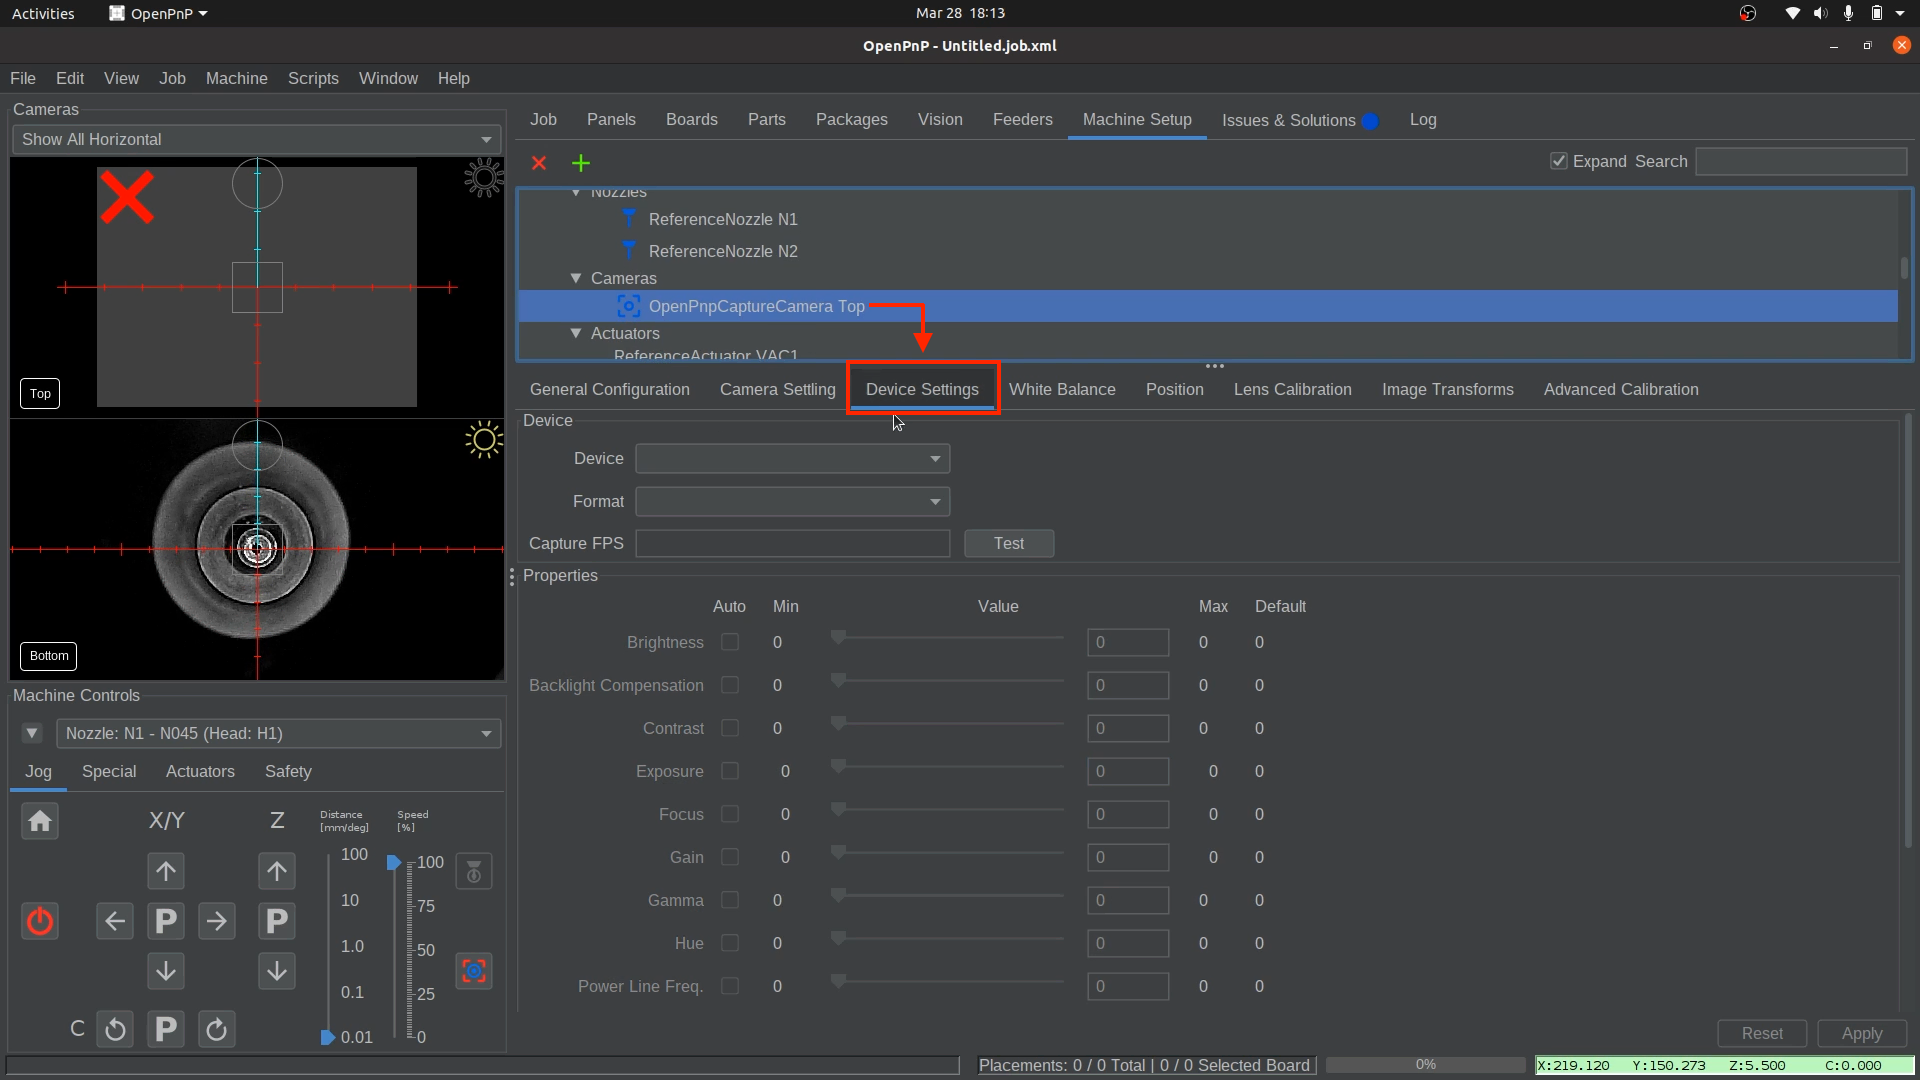 Activities
OpenPnP
Mar 28 18:13
OpenPnP - Untitled.job.xml
File Edit View Job Machine Scripts Window Help
Cameras
Show All Horizontal
Top
Bottom
Machine Controls
Nozzle: N1 - N045 (Head: H1)
Jog Special Actuators Safety
X/Y
Z
Distance
[mm/deg]
Speed
[%]
100
10
1.0
0.1
0.01
100
75
50
25
0
P
P
C
P
Job Panels Boards Parts Packages Vision Feeders Machine Setup Issues & Solutions Log
Expand Search
Nozzles
ReferenceNozzle N1
ReferenceNozzle N2
Cameras
OpenPnpCaptureCamera Top
Actuators
ReferenceActuator VAC1
General Configuration Camera Settling Device Settings White Balance Position Lens Calibration Image Transforms Advanced Calibration
Device
Device
Format
Capture FPS Test
Properties
Auto Min Value Max Default
Brightness 0 0 0 0
Backlight Compensation 0 0 0 0
Contrast 0 0 0 0
Exposure 0 0 0 0
Focus 0 0 0 0
Gain 0 0 0 0
Gamma 0 0 0 0
Hue 0 0 0 0
Power Line Freq. 0 0 0 0
Reset Apply
Placements: 0 / 0 Total | 0 / 0 Selected Board
0%
X:219.120 Y:150.273 Z:5.500 C:0.000